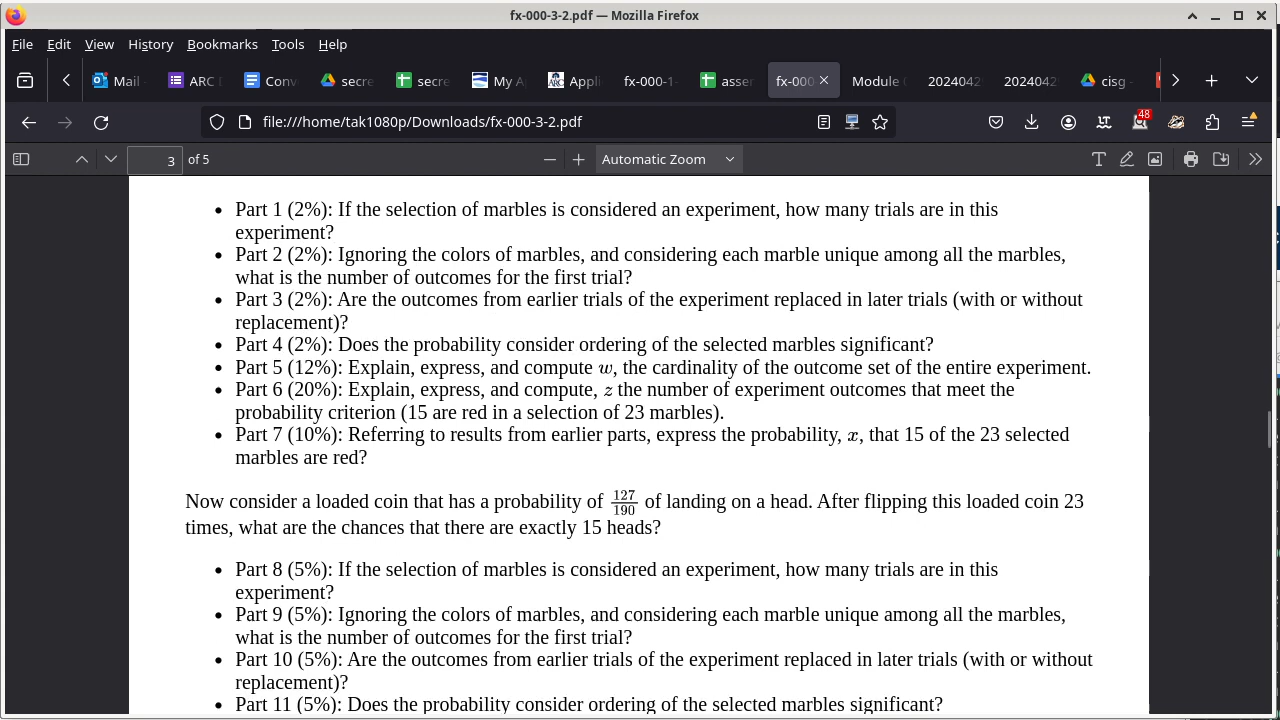 fx-000-3-2.pdf — Mozilla Firefox
File Edit View History Bookmarks Tools Help
Mail ARC Conv secre secre My A Appli fx-000-1- asse fx-000 Module 2024042 2024042 cisg -
file:///home/tak1080p/Downloads/fx-000-3-2.pdf 48
3 of 5 Automatic Zoom
• Part 1 (2%): If the selection of marbles is considered an experiment, how many trials are in this
experiment?
• Part 2 (2%): Ignoring the colors of marbles, and considering each marble unique among all the marbles,
what is the number of outcomes for the first trial?
• Part 3 (2%): Are the outcomes from earlier trials of the experiment replaced in later trials (with or without
replacement)?
• Part 4 (2%): Does the probability consider ordering of the selected marbles significant?
• Part 5 (12%): Explain, express, and compute w, the cardinality of the outcome set of the entire experiment.
• Part 6 (20%): Explain, express, and compute, z the number of experiment outcomes that meet the
probability criterion (15 are red in a selection of 23 marbles).
• Part 7 (10%): Referring to results from earlier parts, express the probability, x, that 15 of the 23 selected
marbles are red?
Now consider a loaded coin that has a probability of 127/190 of landing on a head. After flipping this loaded coin 23
times, what are the chances that there are exactly 15 heads?
• Part 8 (5%): If the selection of marbles is considered an experiment, how many trials are in this
experiment?
• Part 9 (5%): Ignoring the colors of marbles, and considering each marble unique among all the marbles,
what is the number of outcomes for the first trial?
• Part 10 (5%): Are the outcomes from earlier trials of the experiment replaced in later trials (with or without
replacement)?
• Part 11 (5%): Does the probability consider ordering of the selected marbles significant?